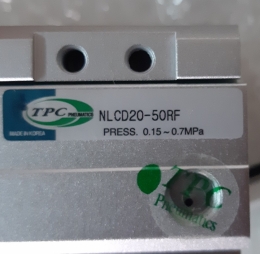 TPC PNEUMATICS
NLCD20-50RF
MADE IN KOREA
PRESS. 0.15~0.7MPa
TPC
Pneumatics